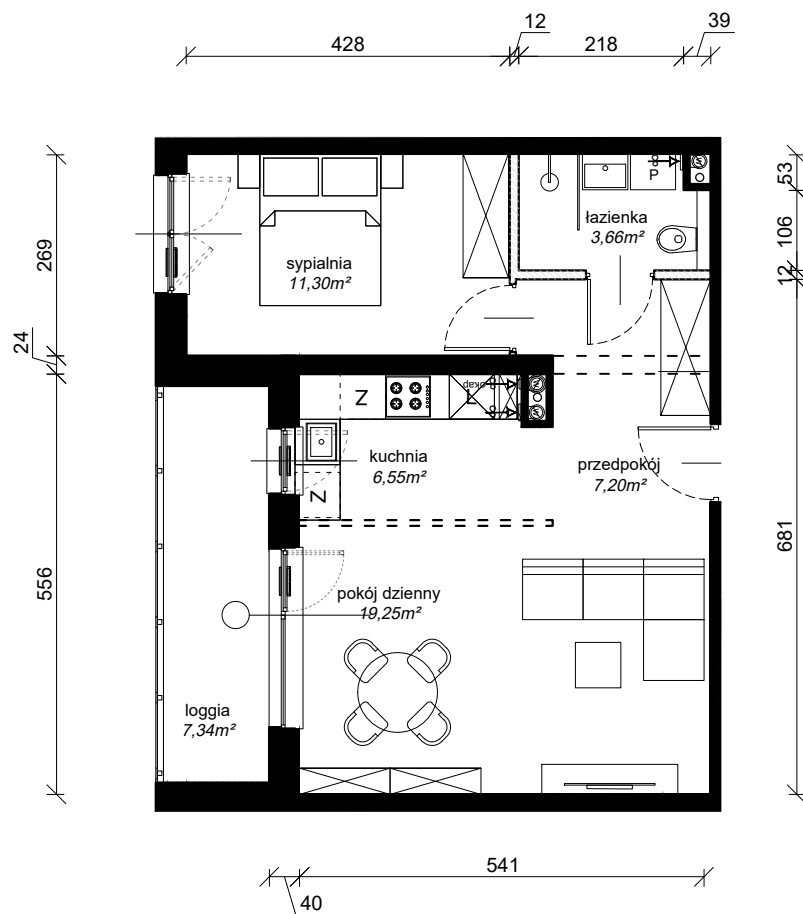 12
39
428
218
53
P
łazienka
3,66m²
106
269
sypialnia
11,30m²
12
24
Z
okap
kuchnia
6,55m²
przedpokój
7,20m²
Z
681
556
pokój dzienny
19,25m²
loggia
7,34m²
541
40